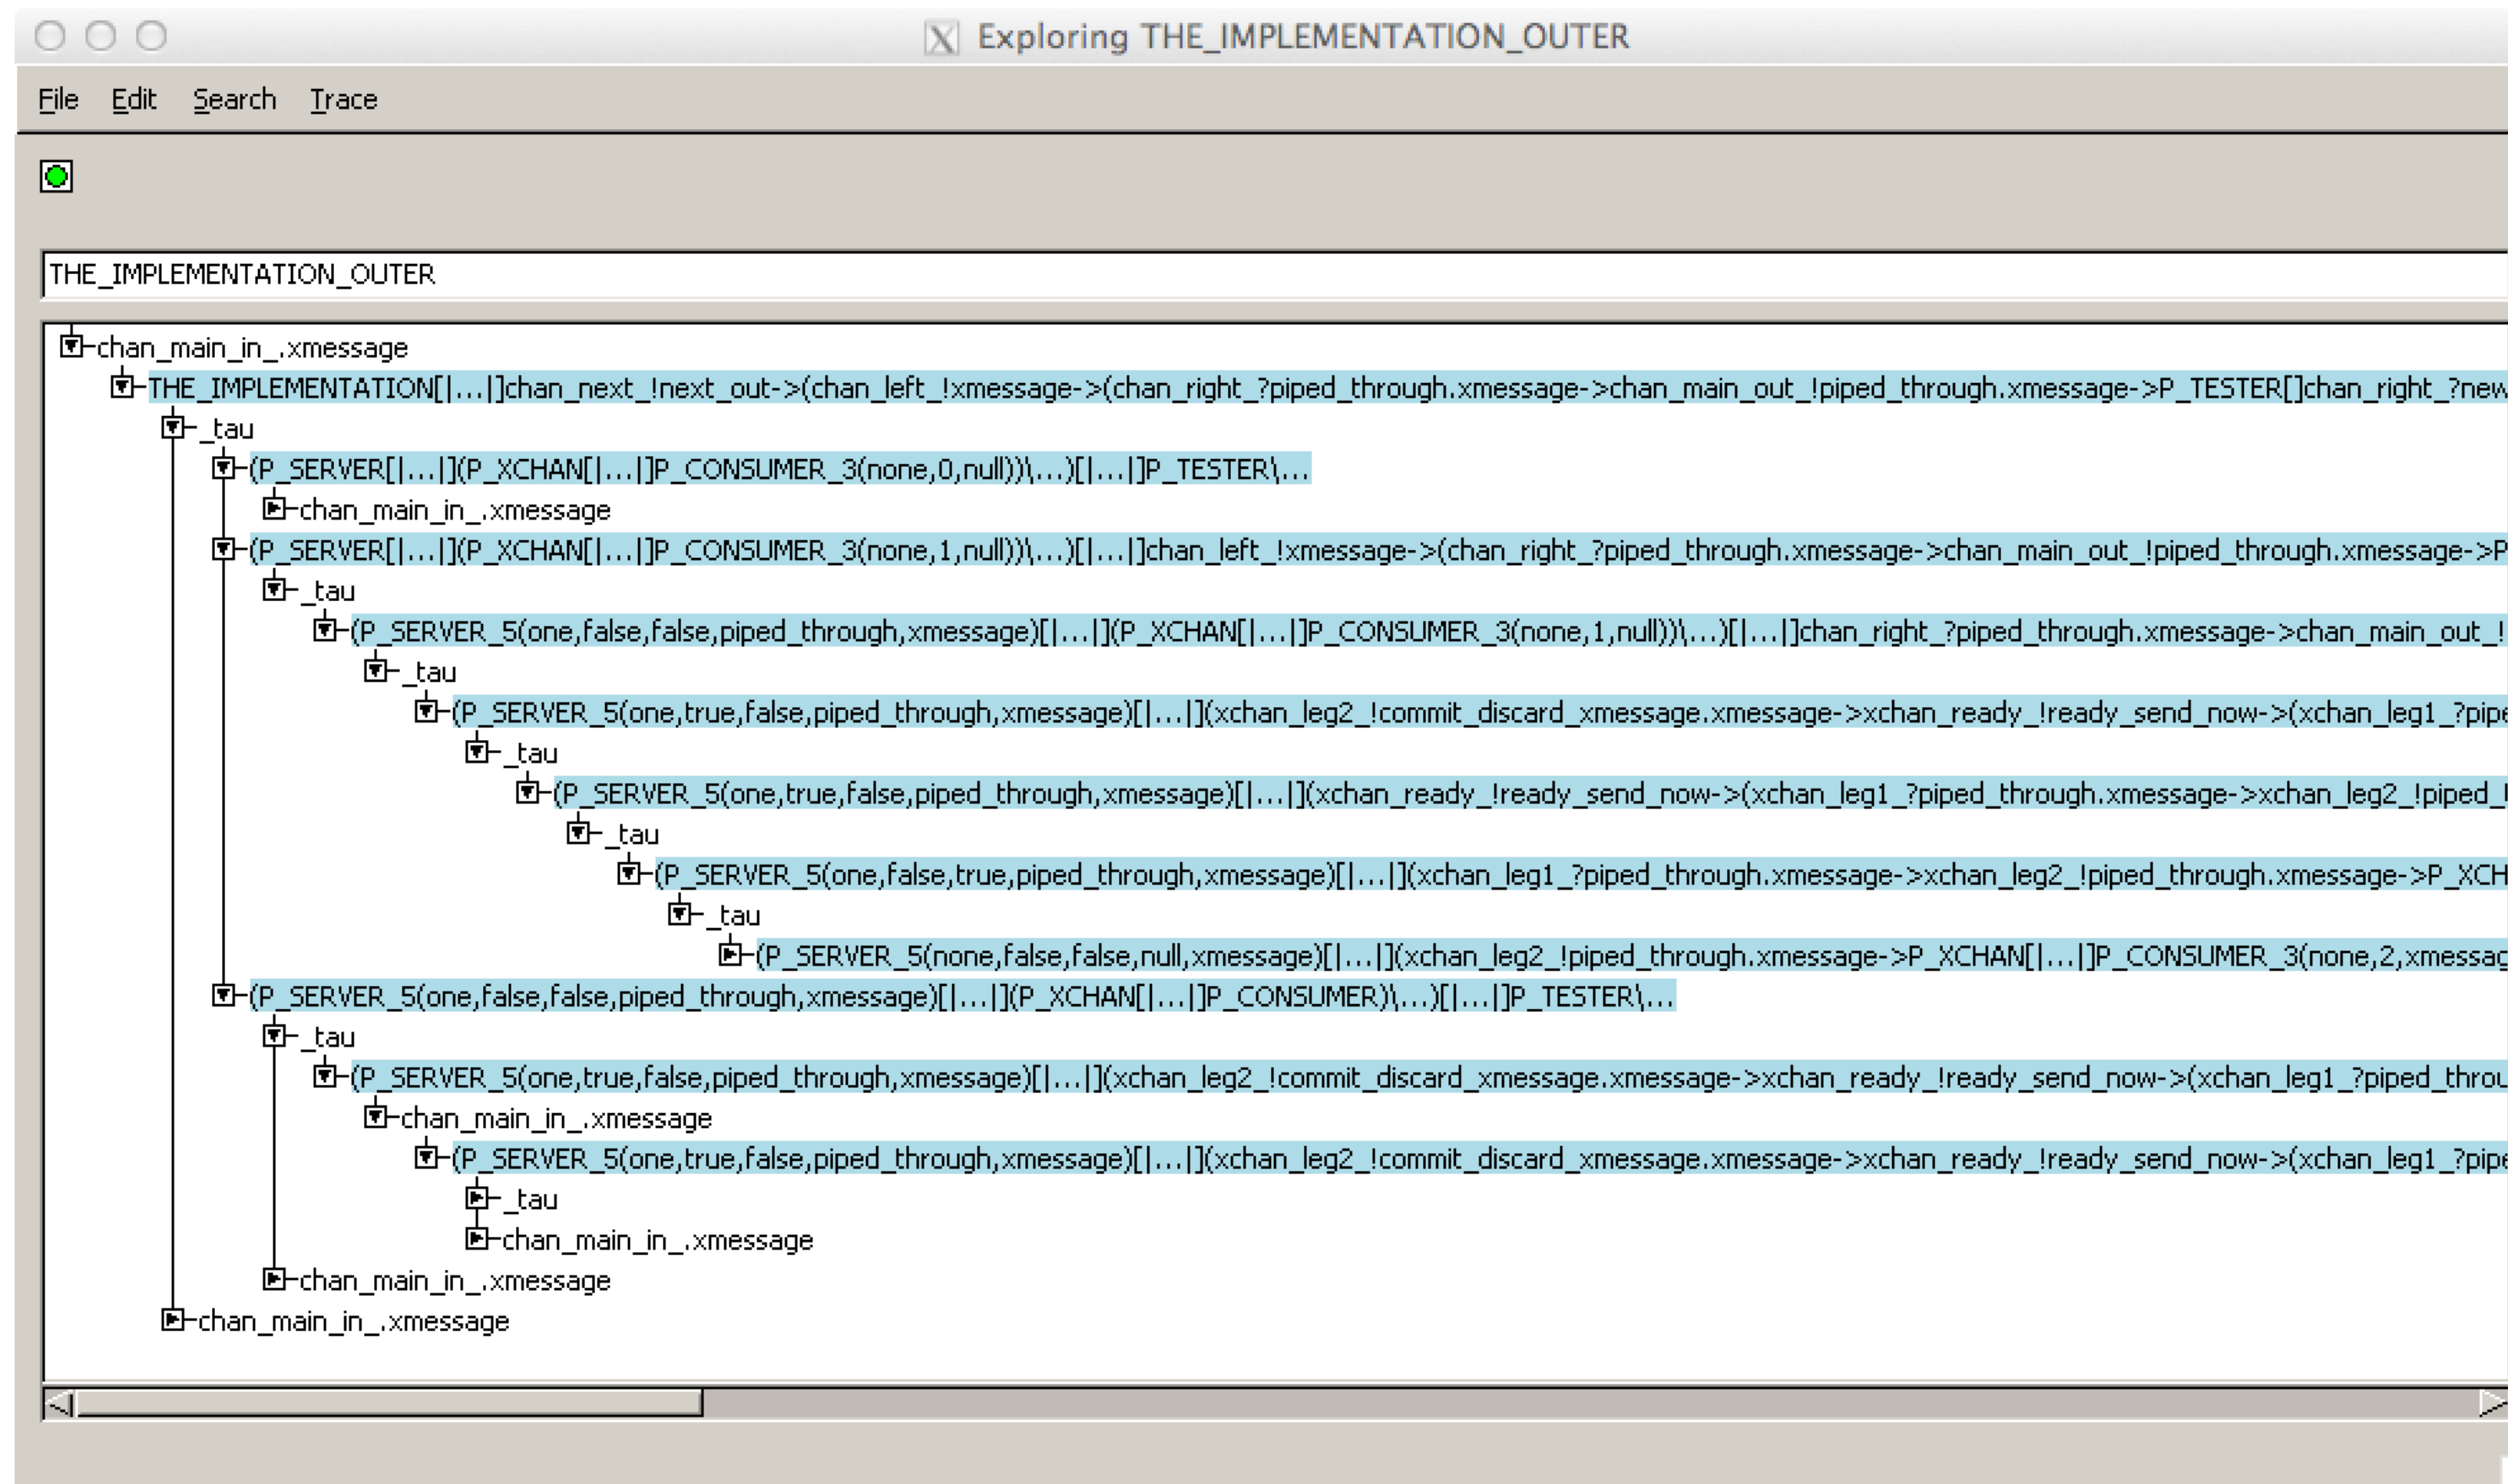 Exploring THE_IMPLEMENTATION_OUTER
File Edit Search Trace
THE_IMPLEMENTATION_OUTER
chan_main_in_.xmessage
THE_IMPLEMENTATION[|...|]chan_next_!next_out->(chan_left_!xmessage->(chan_right_?piped_through.xmessage->chan_main_out_!piped_through.xmessage->P_TESTER[]chan_right_?new
_tau
(P_SERVER[|...|](P_XCHAN[|...|]P_CONSUMER_3(none,0,null))\...)[|...|]P_TESTER\...
chan_main_in_.xmessage
(P_SERVER[|...|](P_XCHAN[|...|]P_CONSUMER_3(none,1,null))\...)[|...|]chan_left_!xmessage->(chan_right_?piped_through.xmessage->chan_main_out_!piped_through.xmessage->P
_tau
(P_SERVER_5(one,false,false,piped_through,xmessage)[|...|](P_XCHAN[|...|]P_CONSUMER_3(none,1,null))\...)[|...|]chan_right_?piped_through.xmessage->chan_main_out_!
_tau
(P_SERVER_5(one,true,false,piped_through,xmessage)[|...|](xchan_leg2_!commit_discard_xmessage.xmessage->xchan_ready_!ready_send_now->(xchan_leg1_?pipe
_tau
(P_SERVER_5(one,true,false,piped_through,xmessage)[|...|](xchan_ready_!ready_send_now->(xchan_leg1_?piped_through.xmessage->xchan_leg2_!piped_!
_tau
(P_SERVER_5(one,false,true,piped_through,xmessage)[|...|](xchan_leg1_?piped_through.xmessage->xchan_leg2_!piped_through.xmessage->P_XCH
_tau
(P_SERVER_5(none,false,false,null,xmessage)[|...|](xchan_leg2_!piped_through.xmessage->P_XCHAN[|...|]P_CONSUMER_3(none,2,xmessag
(P_SERVER_5(one,false,false,piped_through,xmessage)[|...|](P_XCHAN[|...|]P_CONSUMER)\...)[|...|]P_TESTER\...
_tau
(P_SERVER_5(one,true,false,piped_through,xmessage)[|...|](xchan_leg2_!commit_discard_xmessage.xmessage->xchan_ready_!ready_send_now->(xchan_leg1_?piped_throu
chan_main_in_.xmessage
(P_SERVER_5(one,true,false,piped_through,xmessage)[|...|](xchan_leg2_!commit_discard_xmessage.xmessage->xchan_ready_!ready_send_now->(xchan_leg1_?pipe
_tau
chan_main_in_.xmessage
chan_main_in_.xmessage
chan_main_in_.xmessage